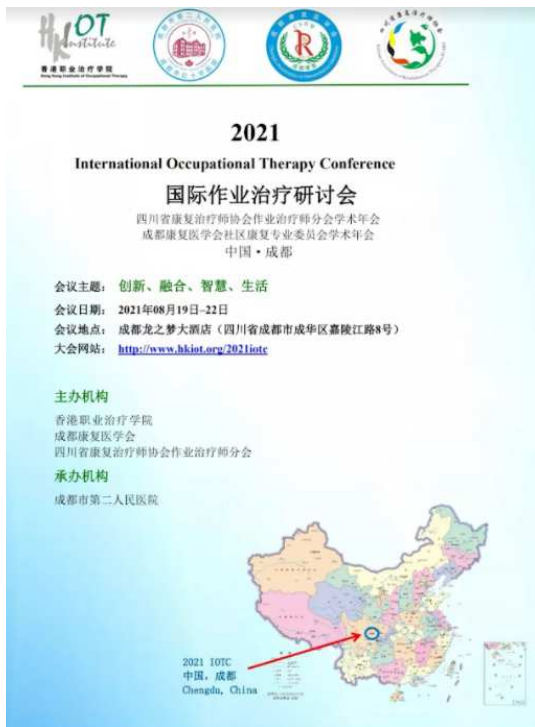 HKIOT
Institute
香港职业治疗学院
Hong Kong Institute of Occupational Therapy
2021
International Occupational Therapy Conference
国际作业治疗研讨会
四川省康复治疗师协会作业治疗师分会学术年会
成都康复医学会社区康复专业委员会学术年会
中国·成都
会议主题: 创新、融合、智慧、生活
会议日期: 2021年08月19日–22日
会议地点: 成都龙之梦大酒店（四川省成都市成华区嘉陵江路8号）
大会网站: http://www.hkiot.org/2021iotc
主办机构
香港职业治疗学院
成都康复医学会
四川省康复治疗师协会作业治疗师分会
承办机构
成都市第二人民医院
2021 IOTC
中国，成都
Chengdu, China